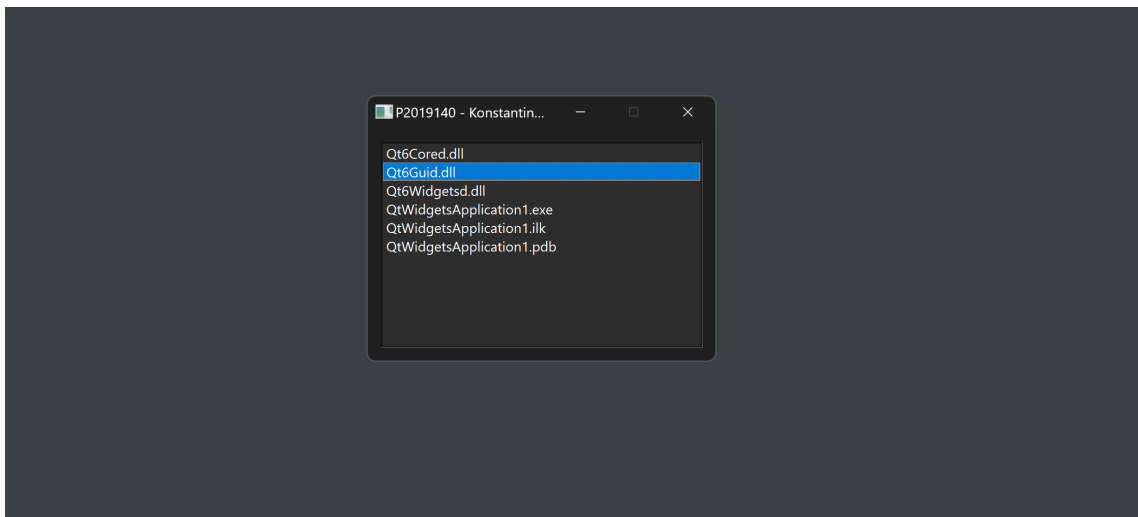 P2019140 - Konstantin...
Qt6Cored.dll
Qt6Guid.dll
Qt6Widgetsd.dll
QtWidgetsApplication1.exe
QtWidgetsApplication1.ilk
QtWidgetsApplication1.pdb